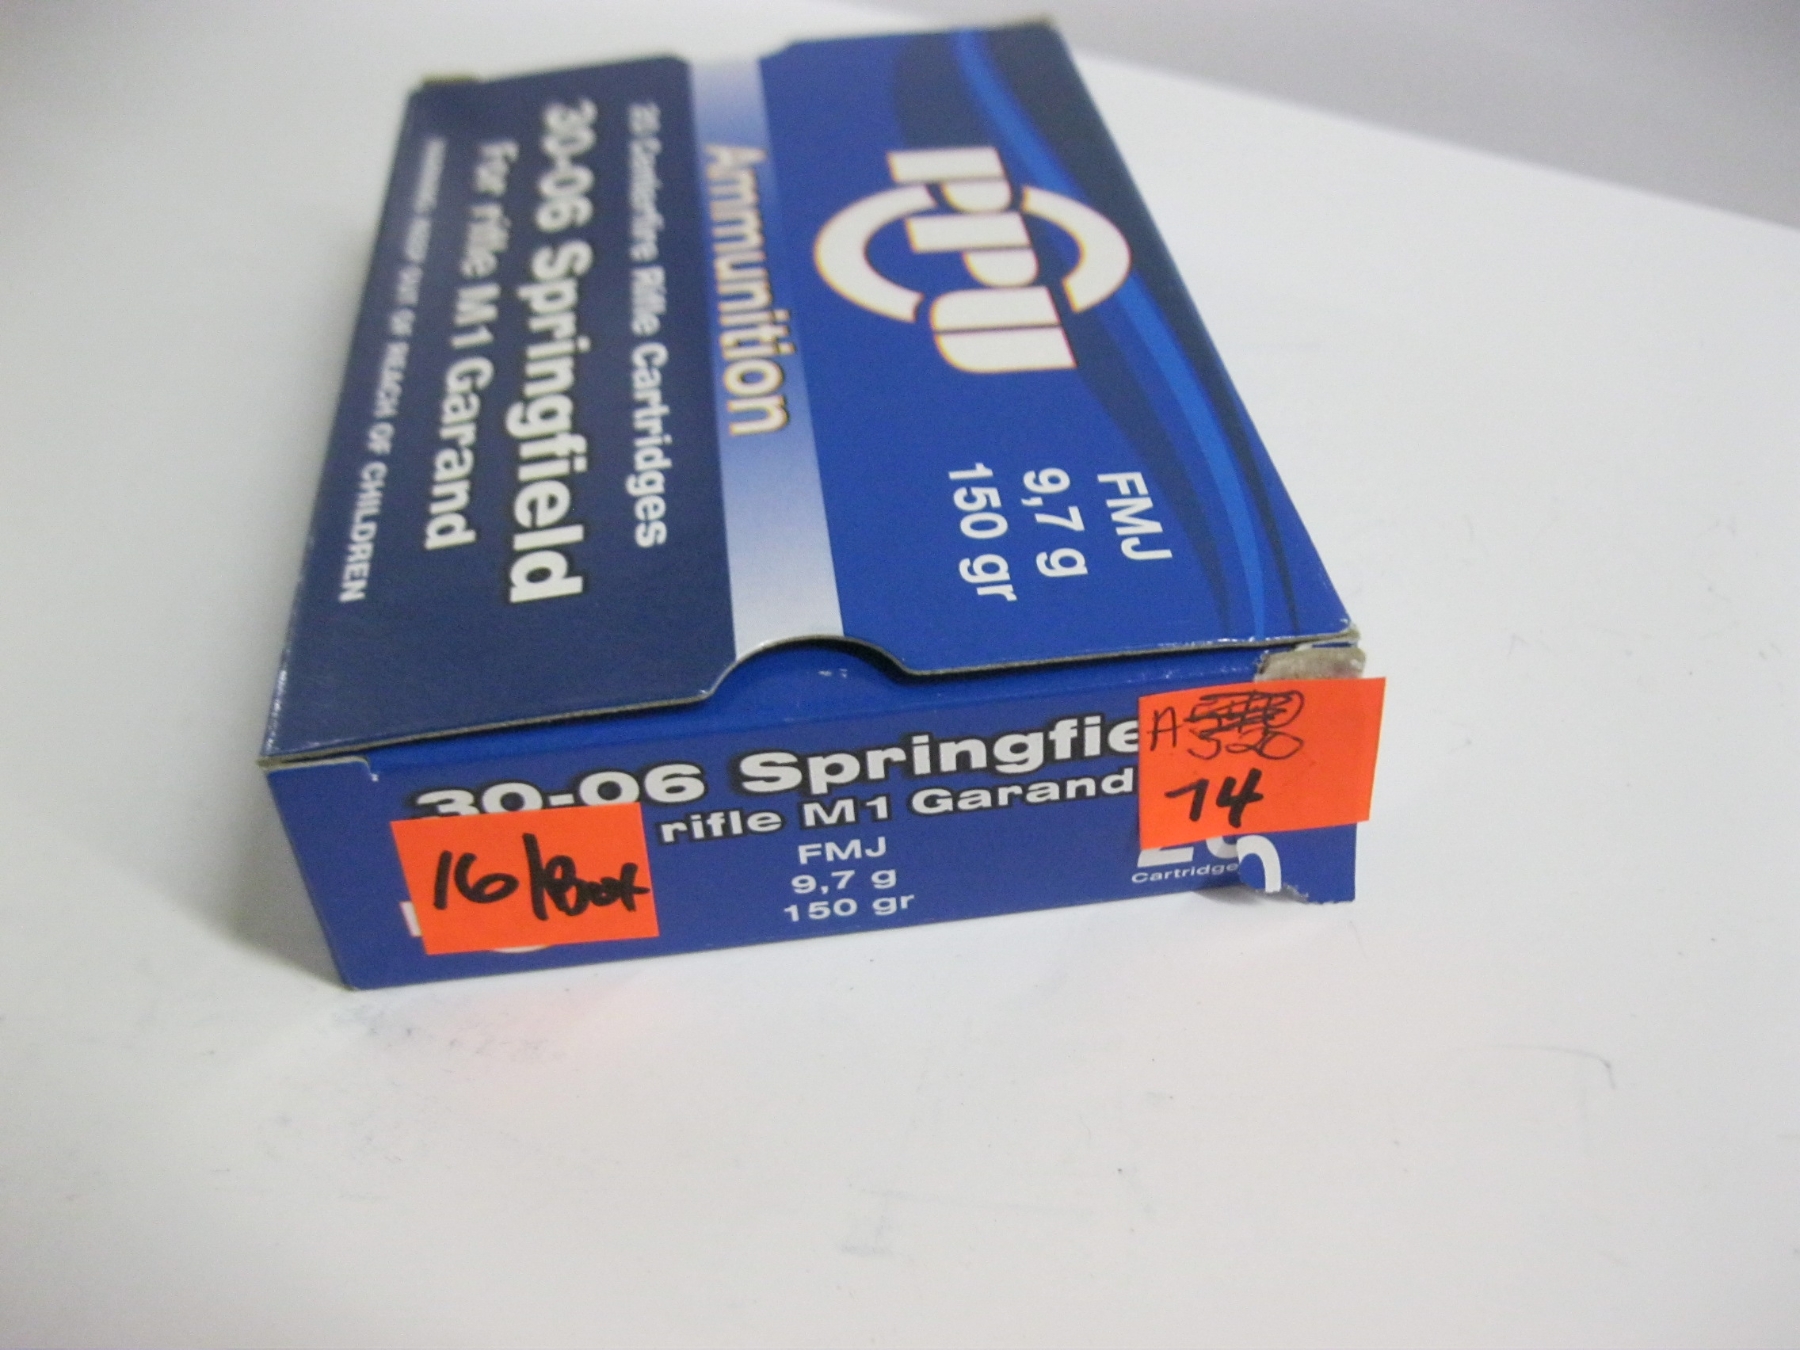 PPU
FMJ
9,7 g
150 gr
Ammunition
20 Centerfire Rifle Cartridges
30-06 Springfield
For rifle M1 Garand
WARNING: KEEP OUT OF REACH OF CHILDREN
30-06 Springfie
rifle M1 Garand
FMJ
9,7 g
150 gr
Cartridge
16/Box
A
520
74